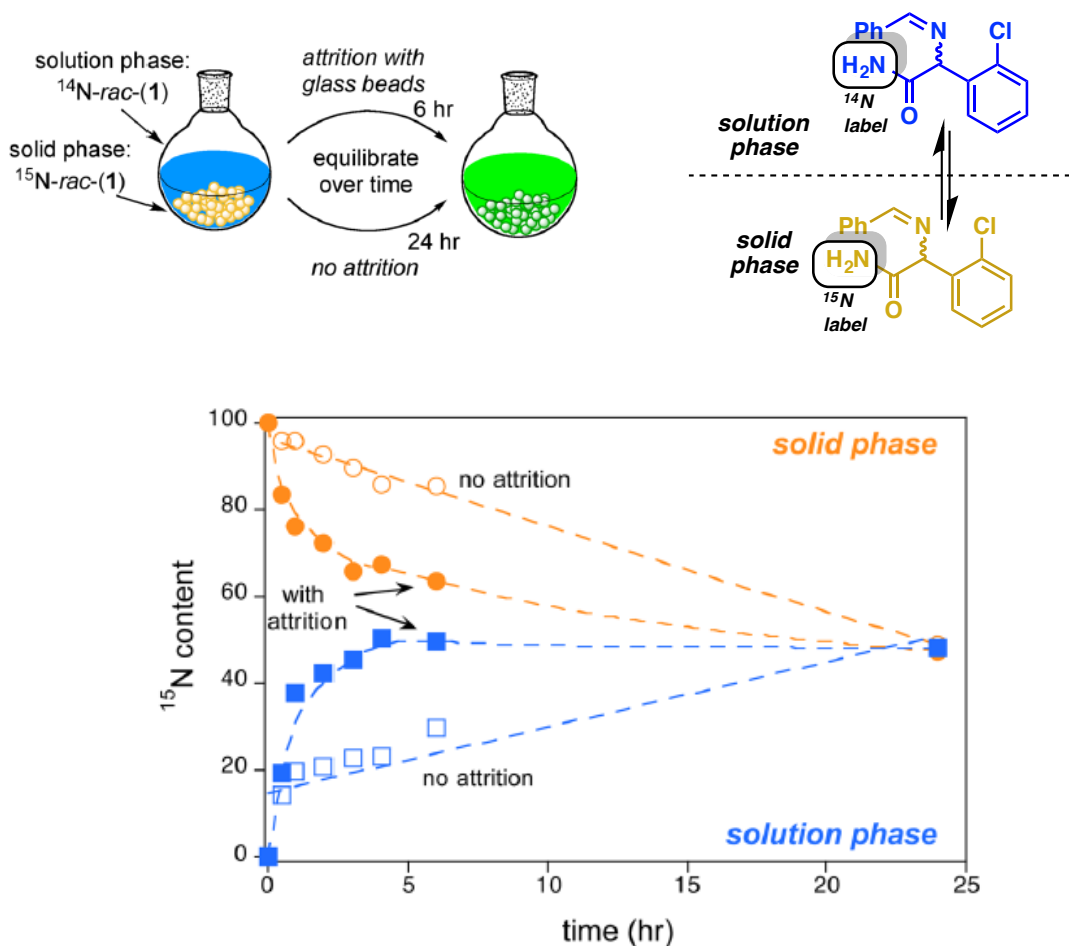 solution phase:
¹⁴N-rac-(1)
solid phase:
¹⁵N-rac-(1)
attrition with
glass beads
6 hr
equilibrate
over time
24 hr
no attrition
Ph
N
Cl
H₂N
¹⁴N
label
O
solution
phase
Ph
N
Cl
solid
phase
H₂N
¹⁵N
label
O
100
80
60
40
20
0
¹⁵N content
solid phase
no attrition
with
attrition
no attrition
solution phase
0
5
10
15
20
25
time (hr)